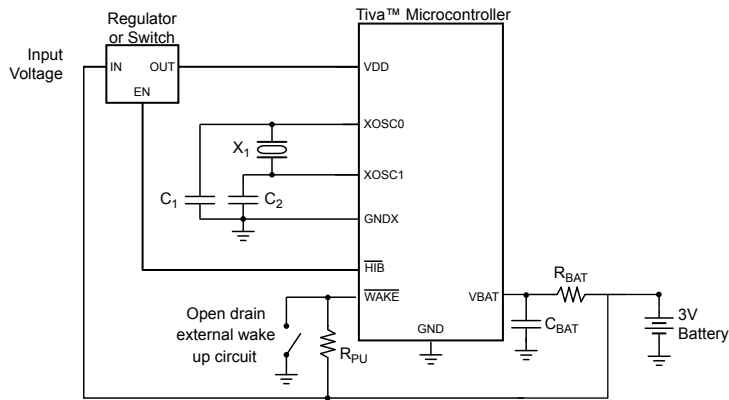 Tiva™ Microcontroller
Regulator
or Switch
Input
Voltage
IN OUT
EN
VDD
XOSC0
X1
XOSC1
C1
C2
GNDX
HIB
WAKE
VBAT
RBAT
Open drain
external wake
up circuit
RPU
GND
CBAT
3V
Battery